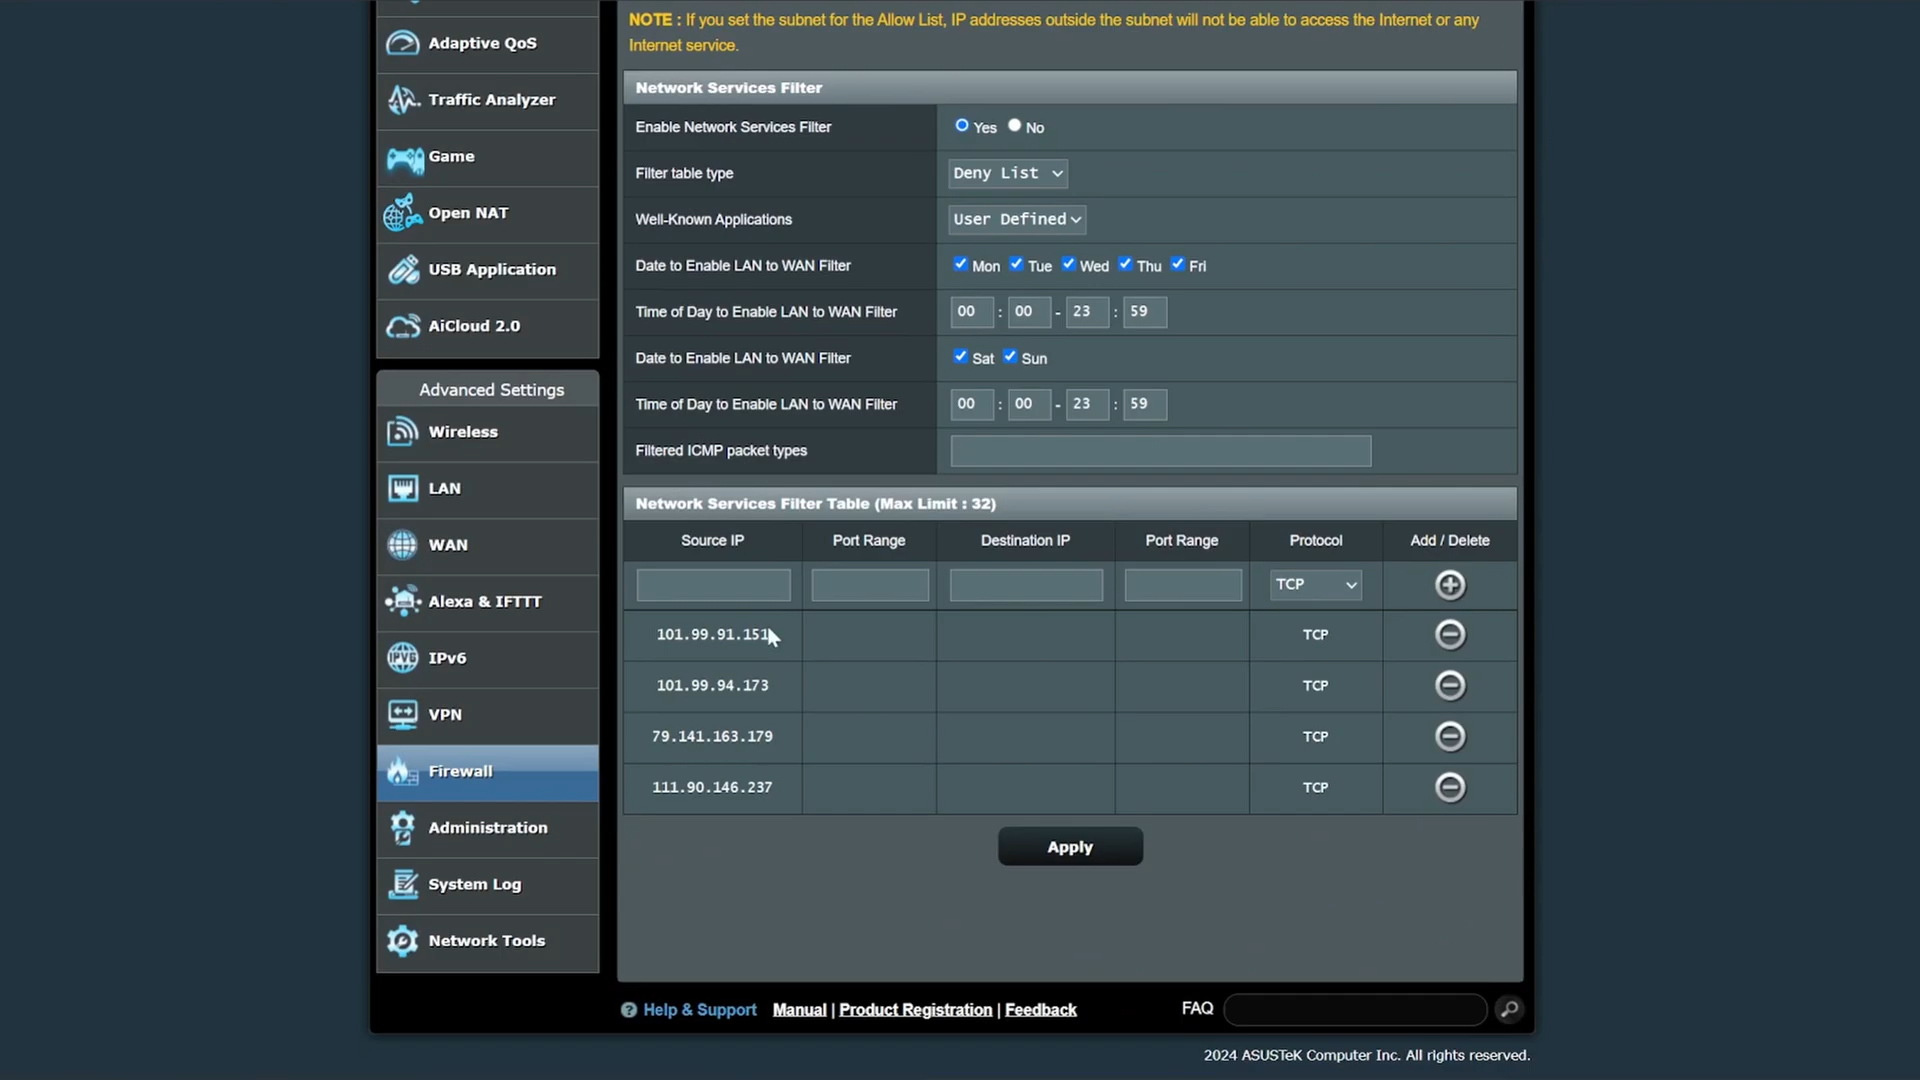 NOTE : If you set the subnet for the Allow List, IP addresses outside the subnet will not be able to access the Internet or any
Internet service.
Adaptive QoS
Traffic Analyzer
Game
Open NAT
USB Application
AiCloud 2.0
Advanced Settings
Wireless
LAN
WAN
Alexa & IFTTT
IPv6
VPN
Firewall
Administration
System Log
Network Tools
Network Services Filter
Enable Network Services Filter Yes No
Filter table type Deny List
Well-Known Applications User Defined
Date to Enable LAN to WAN Filter Mon Tue Wed Thu Fri
Time of Day to Enable LAN to WAN Filter 00 : 00 - 23 : 59
Date to Enable LAN to WAN Filter Sat Sun
Time of Day to Enable LAN to WAN Filter 00 : 00 - 23 : 59
Filtered ICMP packet types
Network Services Filter Table (Max Limit : 32)
Source IP Port Range Destination IP Port Range Protocol Add / Delete
TCP
101.99.91.151 TCP
101.99.94.173 TCP
79.141.163.179 TCP
111.90.146.237 TCP
Apply
Help & Support Manual | Product Registration | Feedback FAQ
2024 ASUSTeK Computer Inc. All rights reserved.